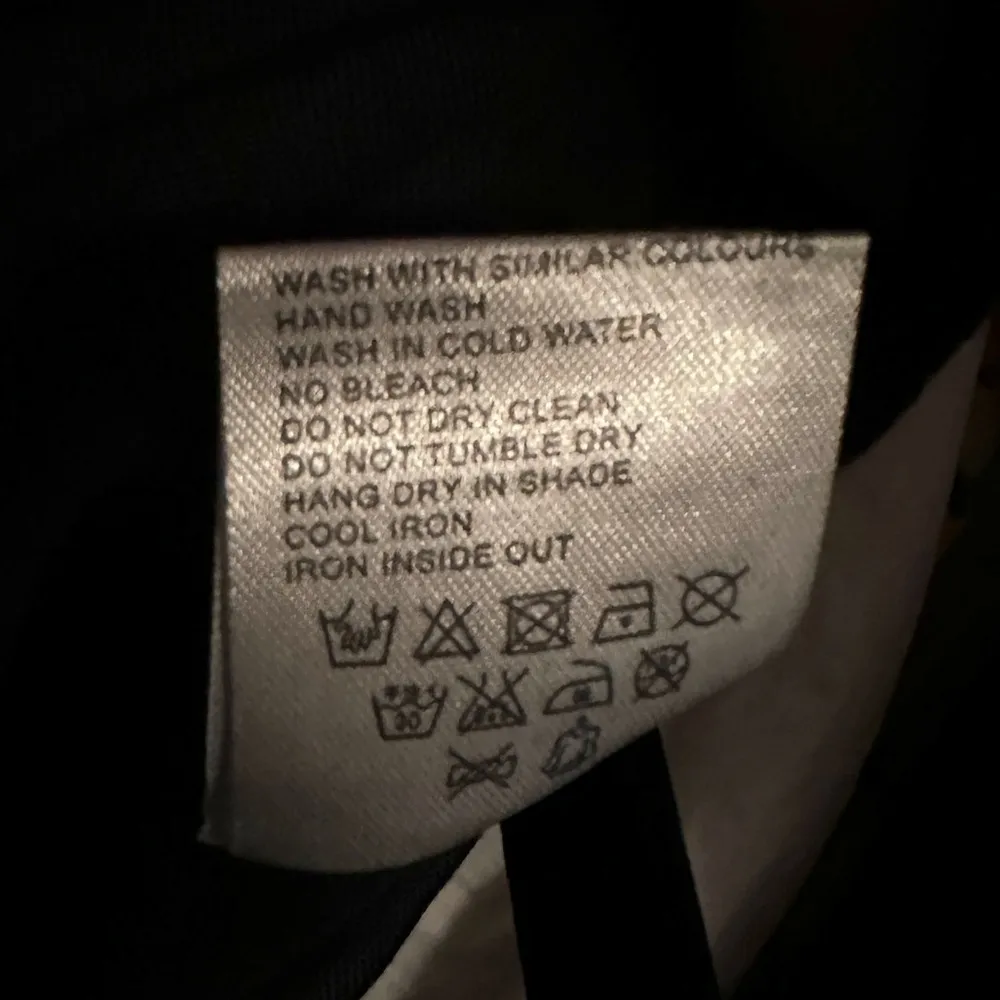 WASH WITH SIMILAR COLOURS
HAND WASH
WASH IN COLD WATER
NO BLEACH
DO NOT DRY CLEAN
DO NOT TUMBLE DRY
HANG DRY IN SHADE
COOL IRON
IRON INSIDE OUT